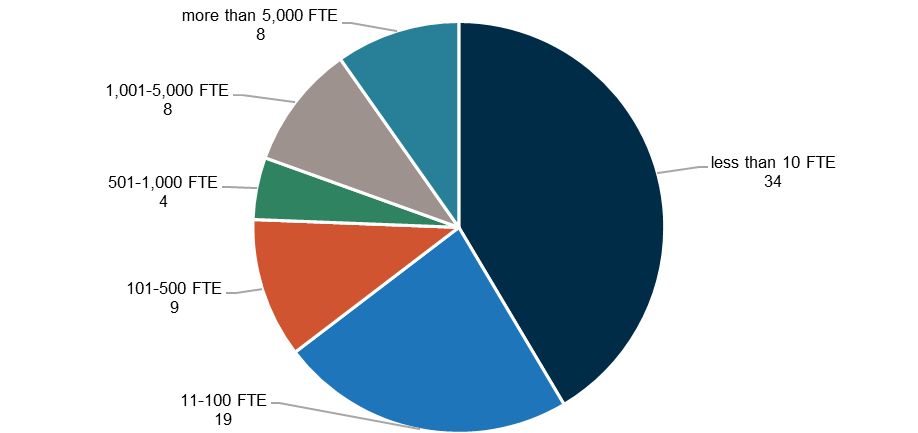 more than 5,000 FTE
8
1,001-5,000 FTE
8
less than 10 FTE
34
501-1,000 FTE
4
101-500 FTE
9
11-100 FTE
19